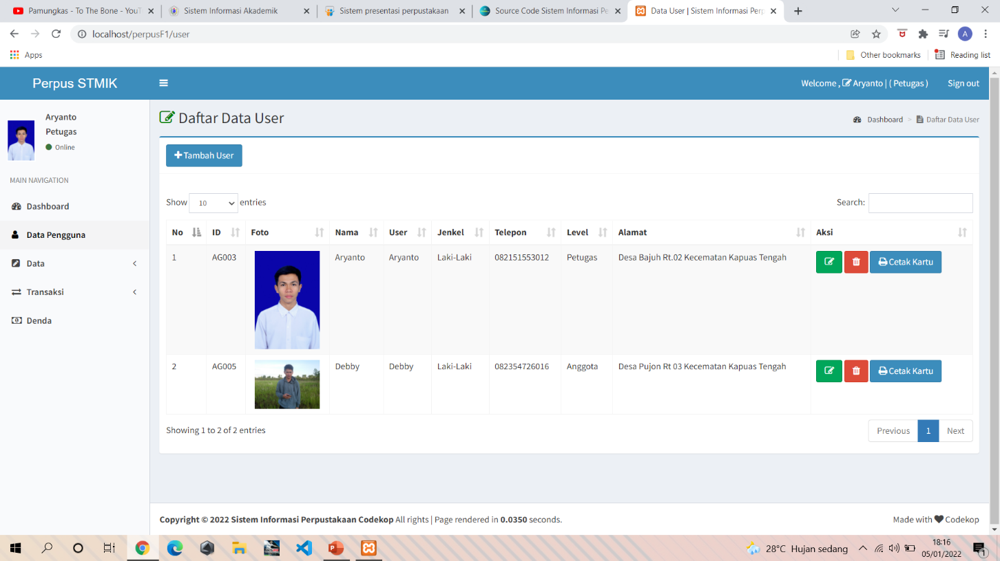 Pamungkas - To The Bone - YouT
Sistem Informasi Akademik
Sistem presentasi perpustakaan
Source Code Sistem Informasi Pe
Data User | Sistem Informasi Perp
localhost/perpusF1/user
A
Apps
Other bookmarks
Reading list
Perpus STMIK
Welcome , Aryanto | ( Petugas )
Sign out
Aryanto
Petugas
Online
MAIN NAVIGATION
Dashboard
Data Pengguna
Data
Transaksi
Denda
Daftar Data User
Dashboard > Daftar Data User
Tambah User
Show 10 entries
Search:
No ID Foto Nama User Jenkel Telepon Level Alamat Aksi
1 AG003 Aryanto Aryanto Laki-Laki 082151553012 Petugas Desa Bajuh Rt.02 Kecematan Kapuas Tengah Cetak Kartu
2 AG005 Debby Debby Laki-Laki 082354726016 Anggota Desa Pujon Rt 03 Kecematan Kapuas Tengah Cetak Kartu
Showing 1 to 2 of 2 entries
Previous 1 Next
Copyright © 2022 Sistem Informasi Perpustakaan Codekop All rights | Page rendered in 0.0350 seconds.
Made with Codekop
28°C Hujan sedang
18:16
05/01/2022
1